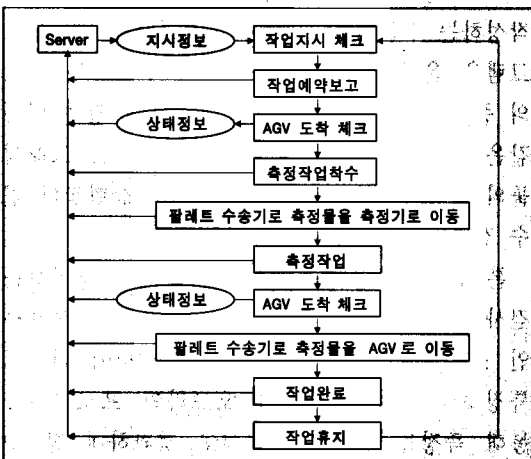 Server 지시정보 작업지시 체크
작업예약보고
상태정보 AGV 도착 체크
측정작업착수
팔레트 수송기로 측정물을 측정기로 이동
측정작업
상태정보 AGV 도착 체크
팔레트 수송기로 측정물을 AGV로 이동
작업완료
작업휴지